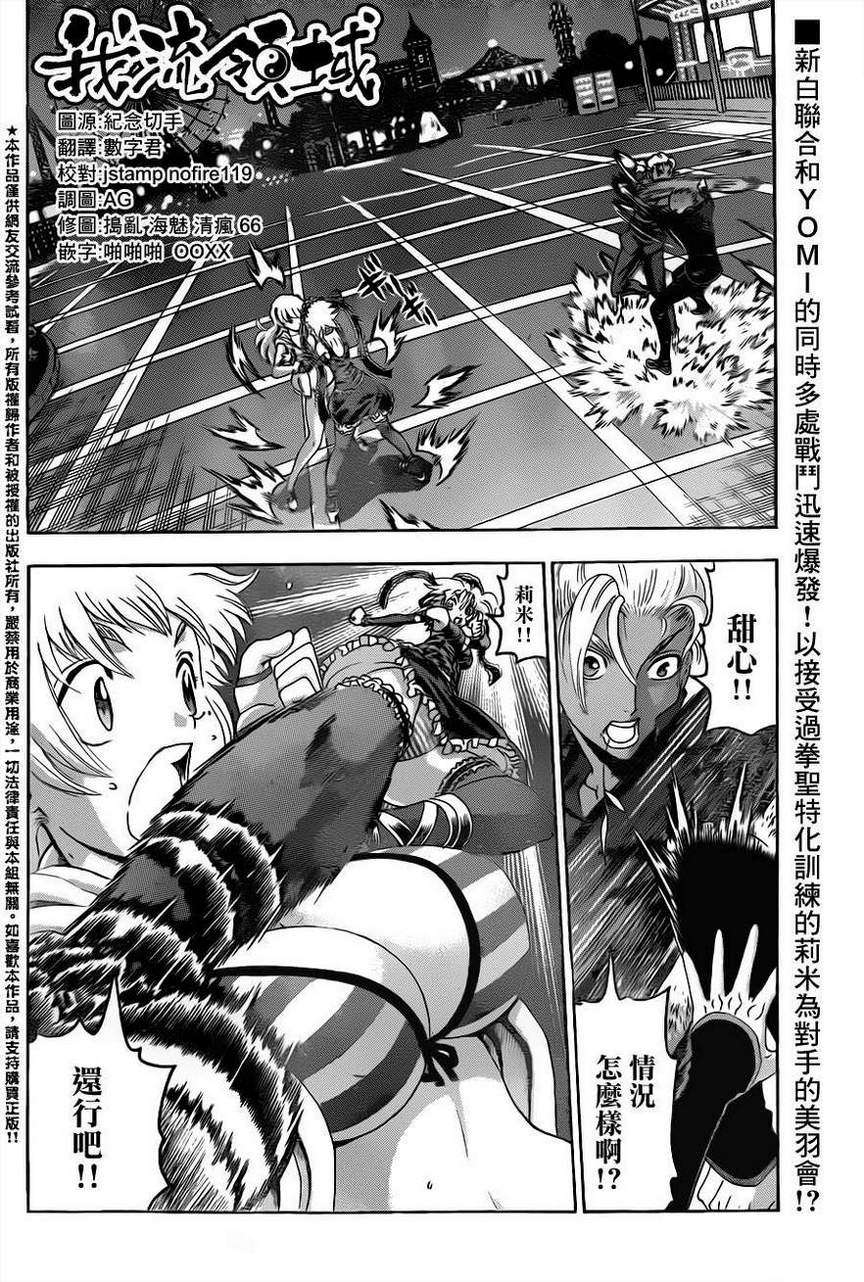 ■新白聯合和YOMI的同時多處戰鬥迅速爆發！以接受過拳聖特化訓練的莉米為對手的美羽會!?
我流領域
圖源:紀念切手
翻譯:數字君
校對:jstamp nofire119
調圖:AG
修圖:搗亂 海魅 清瘋 66
嵌字:啪啪啪 OOXX
ギギギ
甜心!!
情況
怎麼樣啊!?
莉米!!
還行吧!!
★本作品僅供網友交流參考試看，所有版權歸作者和被授權的出版社所有，嚴禁用於商業用途，一切法律責任與本組無關。如喜歡本作品，請支持購買正版!!